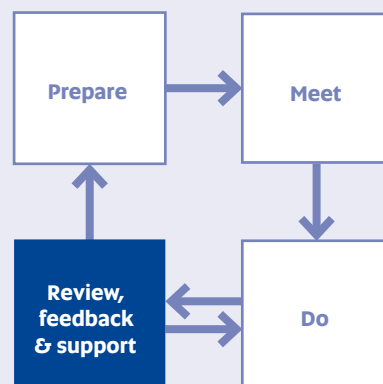 Prepare
Meet
Review,
feedback
& support
Do